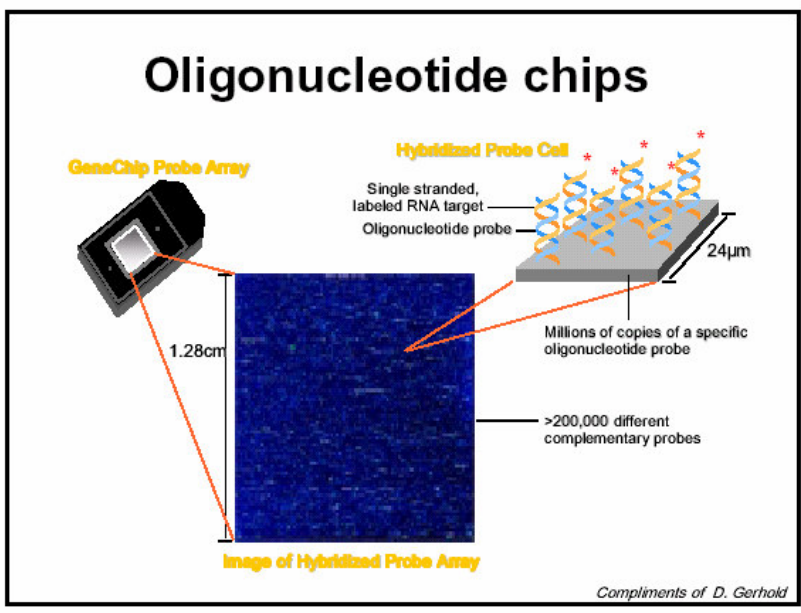 Oligonucleotide chips
GeneChip Probe Array
Hybridized Probe Cell
Single stranded,
labeled RNA target
Oligonucleotide probe
24µm
Millions of copies of a specific
oligonucleotide probe
1.28cm
>200,000 different
complementary probes
Image of Hybridized Probe Array
Compliments of D. Gerhold